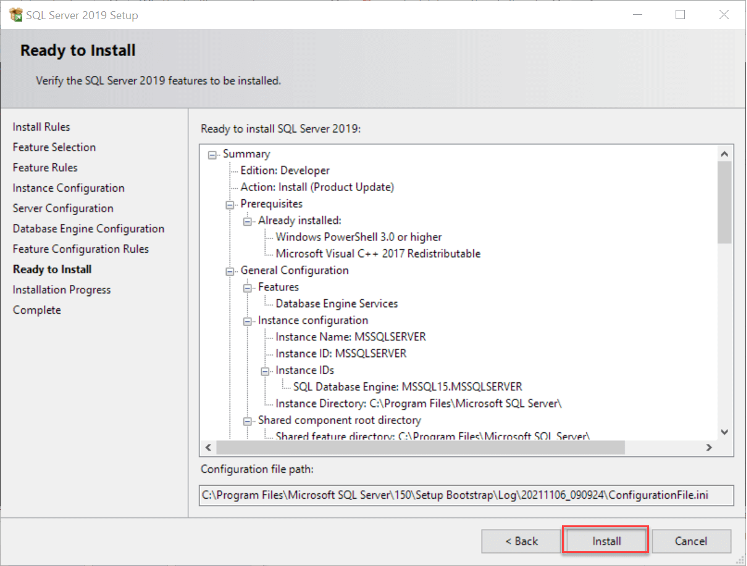 SQL Server 2019 Setup
Ready to Install
Verify the SQL Server 2019 features to be installed.
Install Rules
Feature Selection
Feature Rules
Instance Configuration
Server Configuration
Database Engine Configuration
Feature Configuration Rules
Ready to Install
Installation Progress
Complete
Ready to install SQL Server 2019:
Summary
Edition: Developer
Action: Install (Product Update)
Prerequisites
Already installed:
Windows PowerShell 3.0 or higher
Microsoft Visual C++ 2017 Redistributable
General Configuration
Features
Database Engine Services
Instance configuration
Instance Name: MSSQLSERVER
Instance ID: MSSQLSERVER
Instance IDs
SQL Database Engine: MSSQL15.MSSQLSERVER
Instance Directory: C:\Program Files\Microsoft SQL Server\
Shared component root directory
Shared feature directory: C:\Program Files\Microsoft SQL Server\
Configuration file path:
C:\Program Files\Microsoft SQL Server\150\Setup Bootstrap\Log\20211106_090924\ConfigurationFile.ini
< Back
Install
Cancel